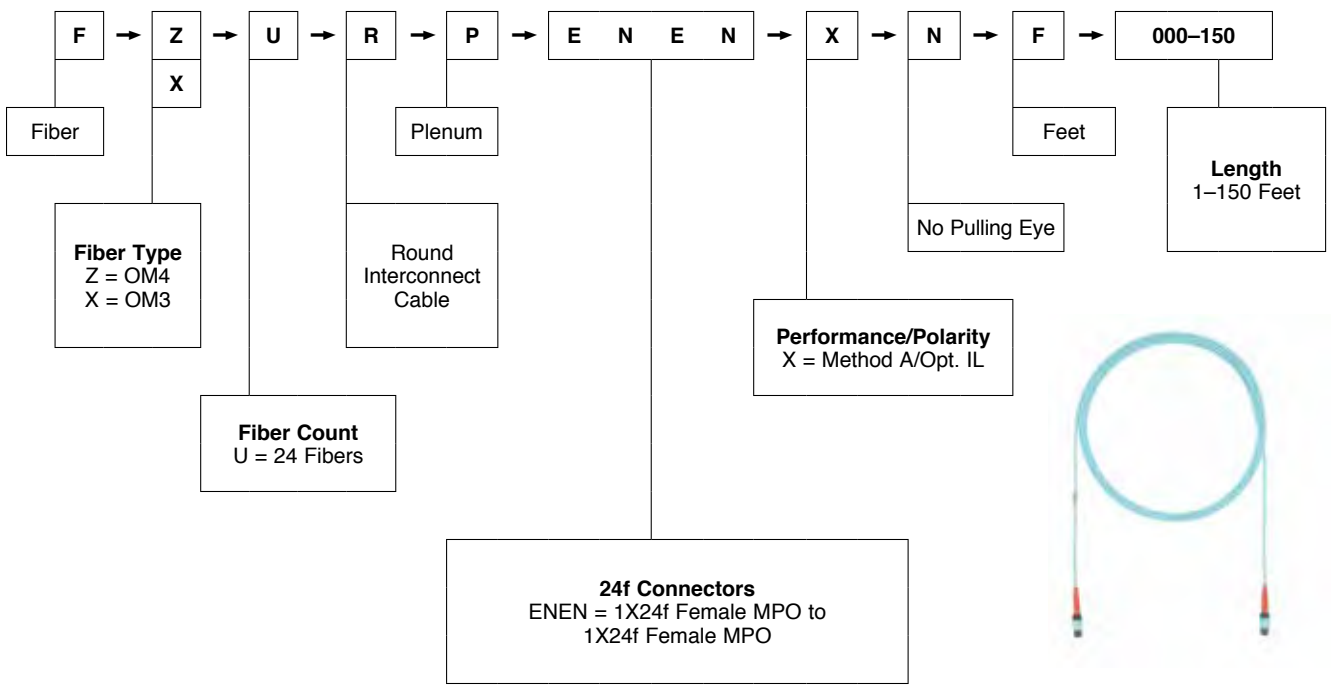 F → Z → U → R → P → E N E N → X → N → F → 000–150
X
Fiber
Plenum
Feet
Length
1–150 Feet
Fiber Type
Z = OM4
X = OM3
Round
Interconnect
Cable
No Pulling Eye
Performance/Polarity
X = Method A/Opt. IL
Fiber Count
U = 24 Fibers
24f Connectors
ENEN = 1X24f Female MPO to
1X24f Female MPO